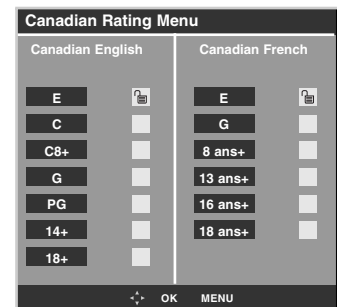 Canadian Rating Menu
Canadian English
E
C
C8+
G
PG
14+
18+
Canadian French
E
G
8 ans+
13 ans+
16 ans+
18 ans+
OK MENU